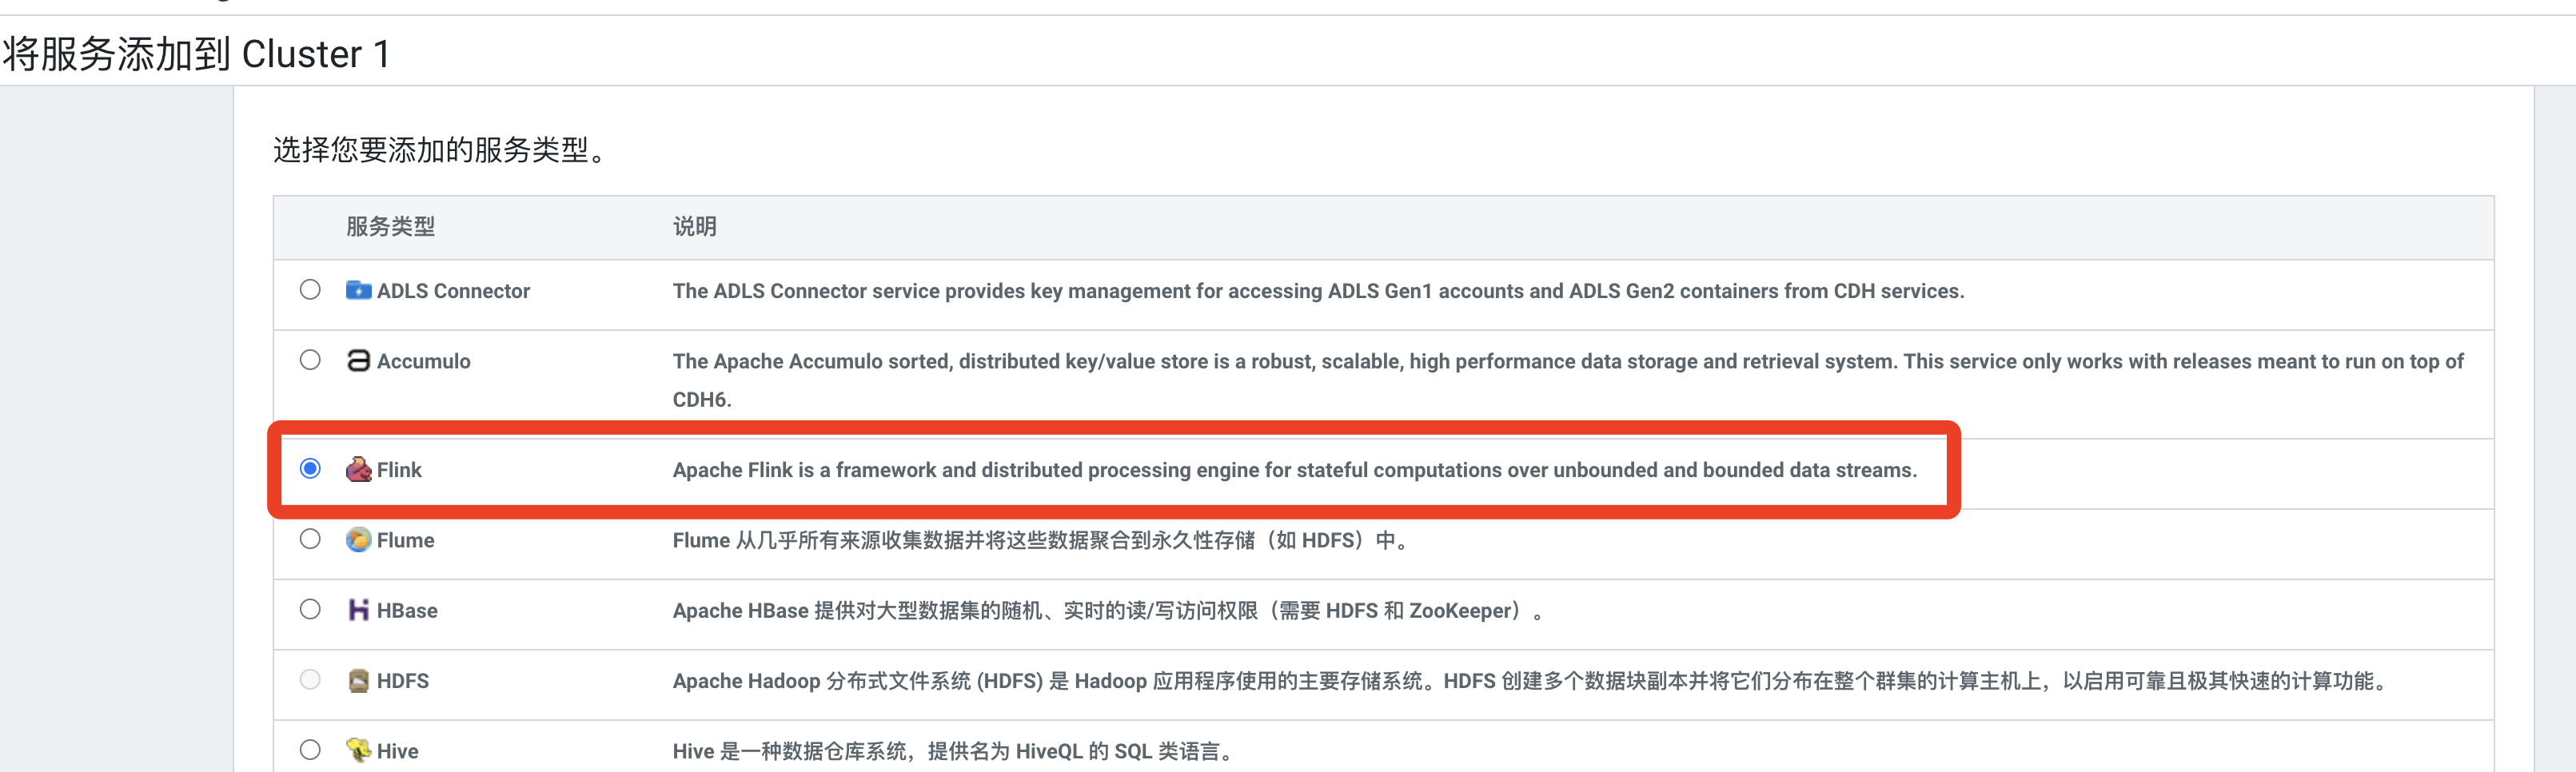 将服务添加到 Cluster 1
选择您要添加的服务类型。
服务类型 说明
ADLS Connector The ADLS Connector service provides key management for accessing ADLS Gen1 accounts and ADLS Gen2 containers from CDH services.
Accumulo The Apache Accumulo sorted, distributed key/value store is a robust, scalable, high performance data storage and retrieval system. This service only works with releases meant to run on top of
CDH6.
Flink Apache Flink is a framework and distributed processing engine for stateful computations over unbounded and bounded data streams.
Flume Flume 从几乎所有来源收集数据并将这些数据聚合到永久性存储（如 HDFS）中。
HBase Apache HBase 提供对大型数据集的随机、实时的读/写访问权限（需要 HDFS 和 ZooKeeper）。
HDFS Apache Hadoop 分布式文件系统 (HDFS) 是 Hadoop 应用程序使用的主要存储系统。HDFS 创建多个数据块副本并将它们分布在整个群集的计算主机上，以启用可靠且极其快速的计算功能。
Hive Hive 是一种数据仓库系统，提供名为 HiveQL 的 SQL 类语言。